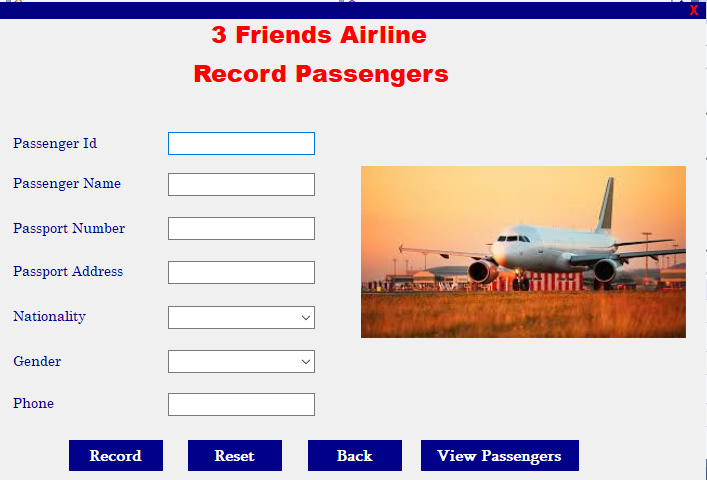 X
3 Friends Airline
Record Passengers
Passenger Id
Passenger Name
Passport Number
Passport Address
Nationality
Gender
Phone
Record Reset Back View Passengers